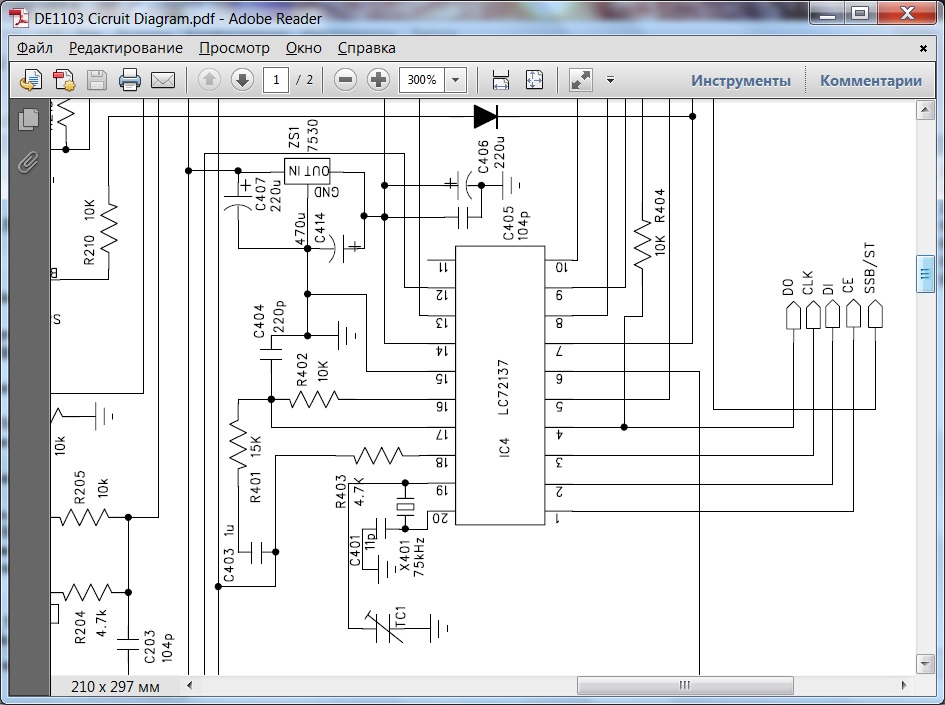 DE1103 Cicruit Diagram.pdf - Adobe Reader
Файл Редактирование Просмотр Окно Справка
1 / 2 300% Инструменты Комментарии
ZS1
7530
OUT IN
GND
C407
220u
470u
C414
C406
220u
C405
104p
R210 10K
10K R404
C404
220p
R402
10K
R401
15K
C403 1u
R403
4.7K
C401
11p
X401
75kHz
TC1
R205
10k
10k
R204
4.7k
C203
104p
IC4 LC72137
11 10
12 9
13 8
14 7
15 6
16 5
17 4
18 3
19 2
20 1
DO
CLK
DI
CE
SSB/ST
210 x 297 мм